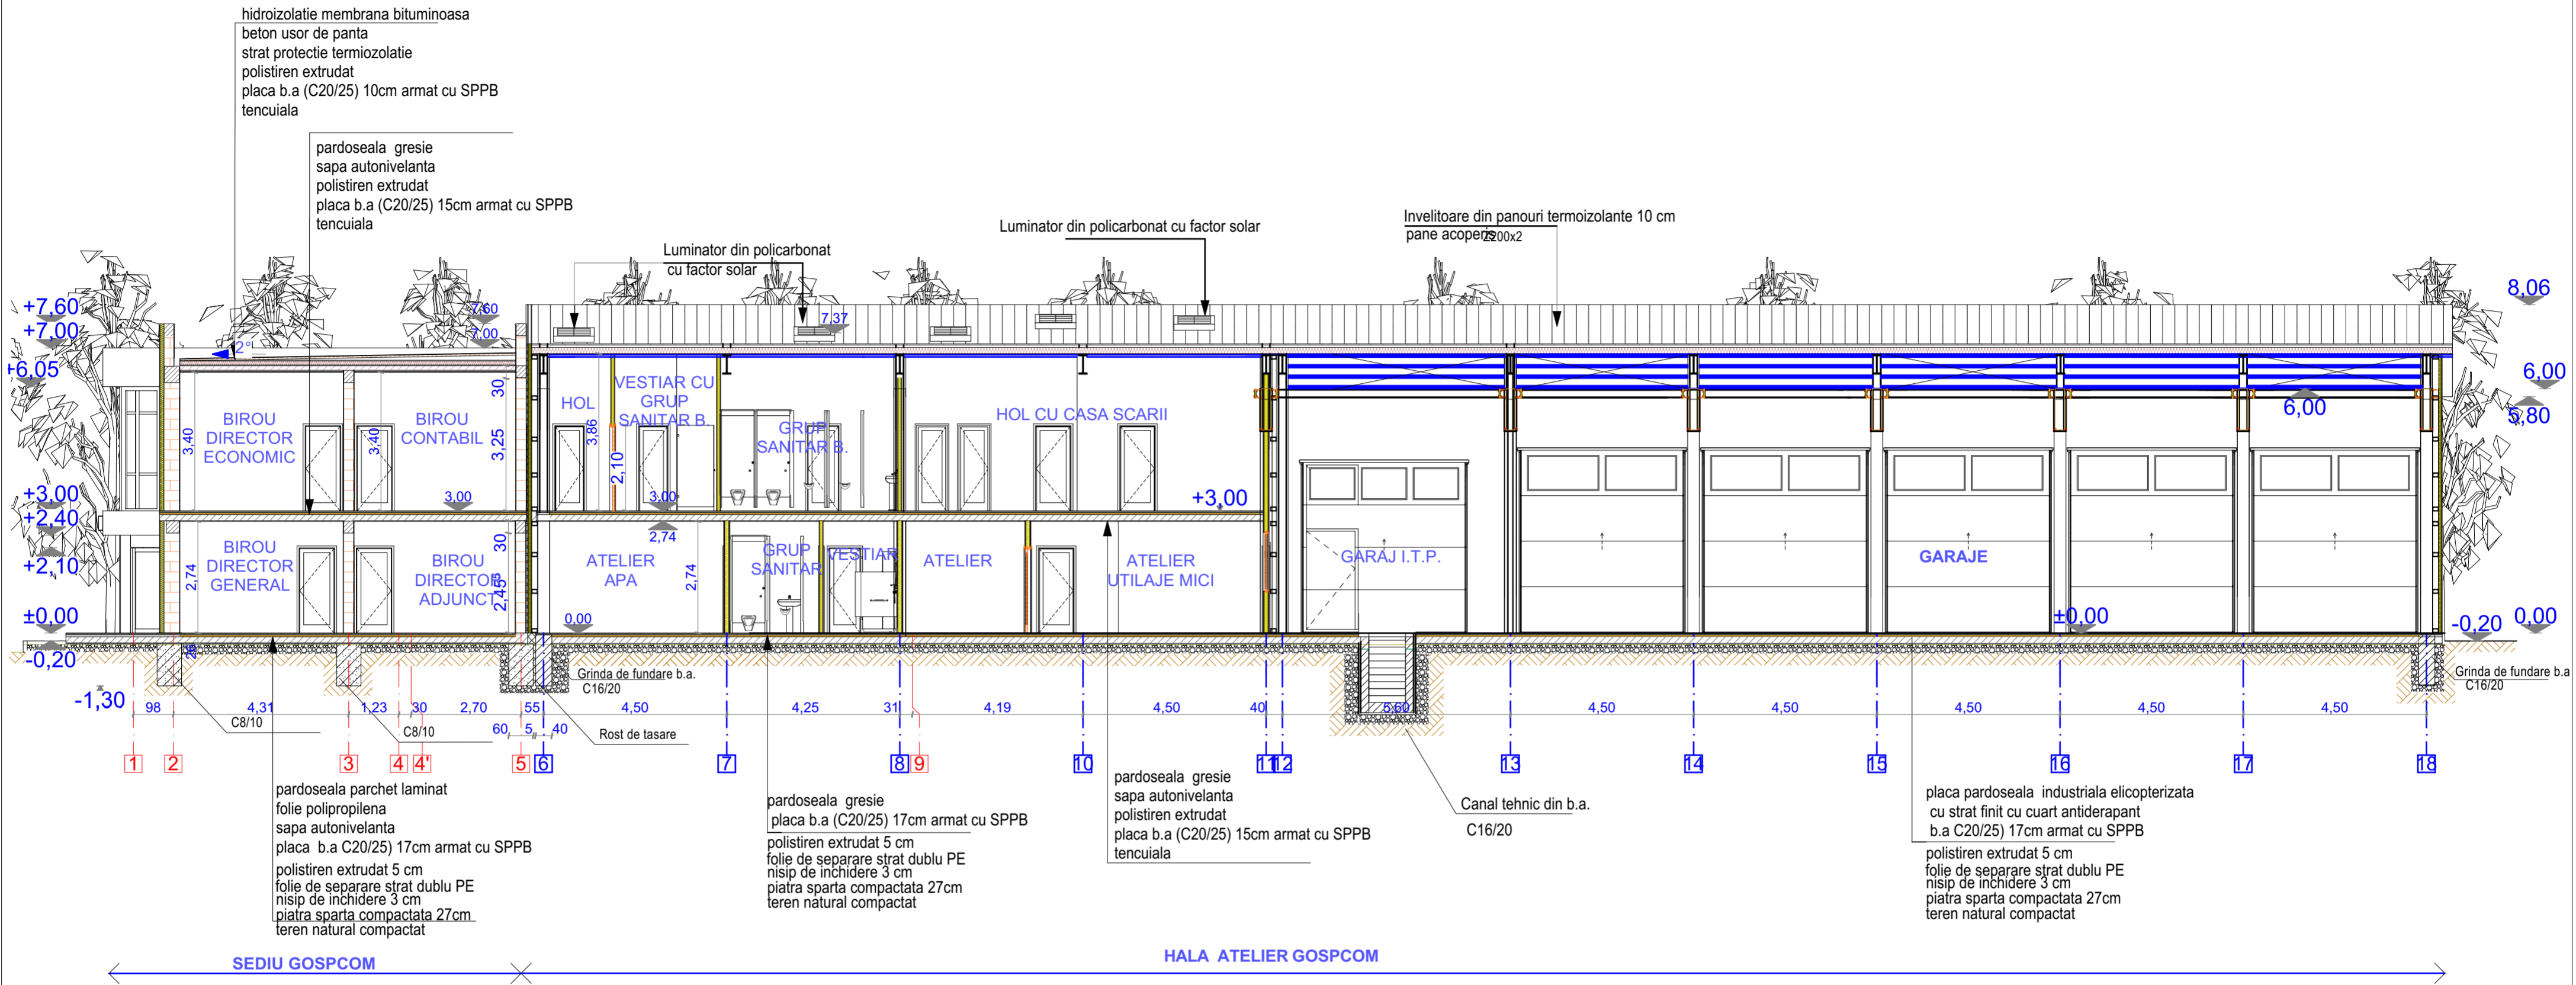 hidroizolatie membrana bituminoasa
beton usor de panta
strat protectie termiozolatie
polistiren extrudat
placa b.a (C20/25) 10cm armat cu SPPB
tencuiala
pardoseala gresie
sapa autonivelanta
polistiren extrudat
placa b.a (C20/25) 15cm armat cu SPPB
tencuiala
Luminator din policarbonat
cu factor solar
Luminator din policarbonat cu factor solar
Invelitoare din panouri termoizolante 10 cm
pane acoperis Z200x2
+7,60
+7,00
+6,05
+3,00
+2,40
+2,10
±0,00
-0,20
-1,30
2°
7,60
7,00
7,37
8,06
6,00
5,80
6,00
0,00
-0,20
±0,00
BIROU
DIRECTOR
ECONOMIC
3,40
3,40
BIROU
CONTABIL
30
3,25
3,00
HOL
3,86
2,10
VESTIAR CU
GRUP
SANITAR B.
3,00
GRUP
SANITAR B.
HOL CU CASA SCARII
+3,00
BIROU
DIRECTOR
GENERAL
2,74
BIROU
DIRECTOR
ADJUNCT
30
2,45⁵
ATELIER
APA
0,00
2,74
2,74
GRUP
SANITAR
VESTIAR
ATELIER
ATELIER
UTILAJE MICI
GARAJ I.T.P.
GARAJE
26
Grinda de fundare b.a.
C16/20
Grinda de fundare b.a
C16/20
98
4,31
1,23
30
2,70
55
4,50
4,25
31
4,19
4,50
40
5,60
4,50
4,50
4,50
4,50
4,50
60 5 40
C8/10
C8/10
Rost de tasare
1 2 3 4 4' 5 6 7 8 9 10 11 12 13 14 15 16 17 18
pardoseala parchet laminat
folie polipropilena
sapa autonivelanta
placa b.a C20/25) 17cm armat cu SPPB
polistiren extrudat 5 cm
folie de separare strat dublu PE
nisip de inchidere 3 cm
piatra sparta compactata 27cm
teren natural compactat
pardoseala gresie
placa b.a (C20/25) 17cm armat cu SPPB
polistiren extrudat 5 cm
folie de separare strat dublu PE
nisip de inchidere 3 cm
piatra sparta compactata 27cm
teren natural compactat
pardoseala gresie
sapa autonivelanta
polistiren extrudat
placa b.a (C20/25) 15cm armat cu SPPB
tencuiala
Canal tehnic din b.a.
C16/20
placa pardoseala industriala elicopterizata
cu strat finit cu cuart antiderapant
b.a C20/25) 17cm armat cu SPPB
polistiren extrudat 5 cm
folie de separare strat dublu PE
nisip de inchidere 3 cm
piatra sparta compactata 27cm
teren natural compactat
SEDIU GOSPCOM
HALA ATELIER GOSPCOM